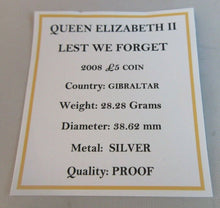 QUEEN ELIZABETH II
LEST WE FORGET
2008 £5 COIN
Country: GIBRALTAR
Weight: 28.28 Grams
Diameter: 38.62 mm
Metal: SILVER
Quality: PROOF